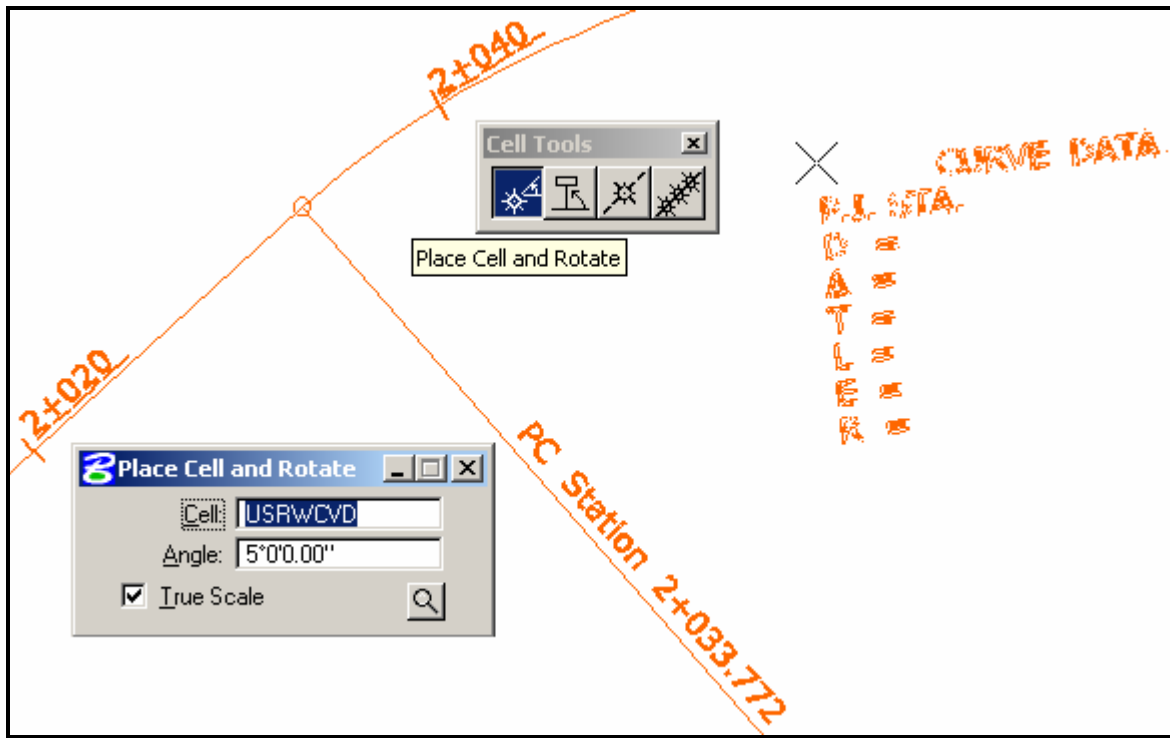 2+040
Cell Tools
CURVE DATA
P.I. STA.
D =
A =
T =
L =
E =
R =
Place Cell and Rotate
2+020
PC Station 2+033.772
Place Cell and Rotate
Cell: USRWCVD
Angle: 5°0'0.00"
True Scale